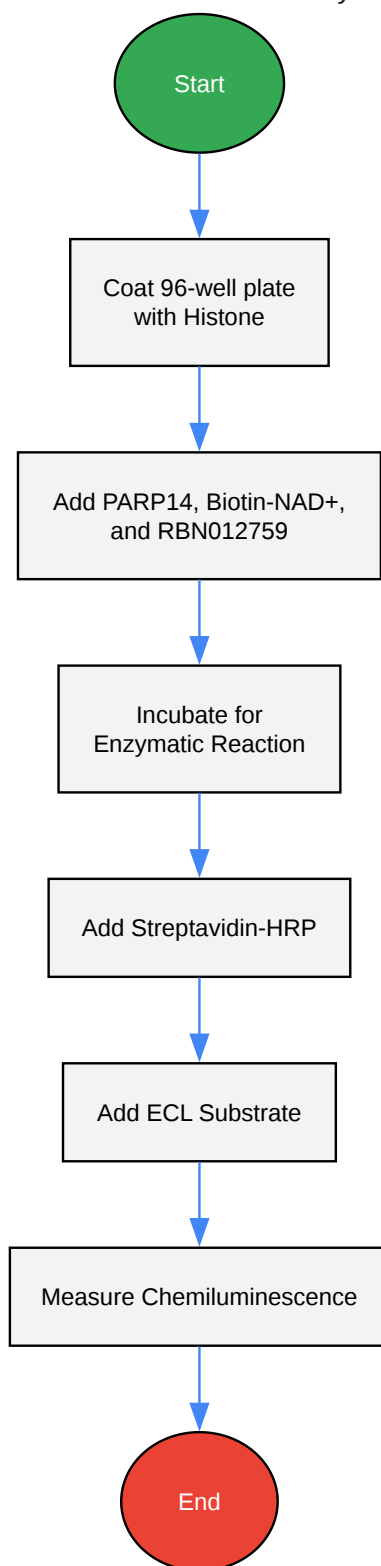 Start
Coat 96-well plate
with Histone
Add PARP14, Biotin-NAD+,
and RBN012759
Incubate for
Enzymatic Reaction
Add Streptavidin-HRP
Add ECL Substrate
Measure Chemiluminescence
End